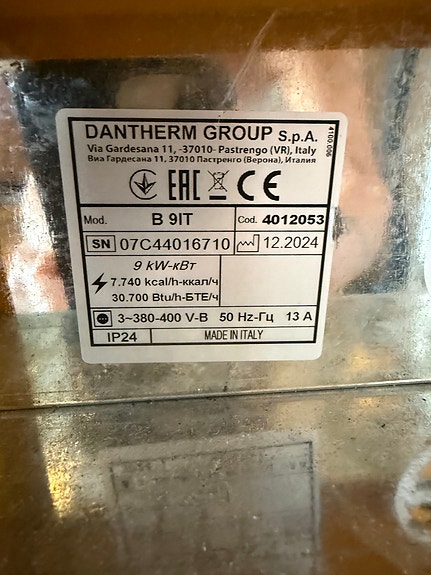 DANTHERM GROUP S.p.A.
Via Gardesana 11, -37010- Pastrengo (VR), Italy
Виа Гардесана 11, 37010 Пастренго (Верона), Италия
4100.006
EAC CE
Mod. B 9IT Cod. 4012053
SN 07C44016710 12.2024
9 kW-кВт
7.740 kcal/h-ккал/ч
30.700 Btu/h-БТЕ/ч
3~380-400 V-В 50 Hz-Гц 13 A
IP24 MADE IN ITALY